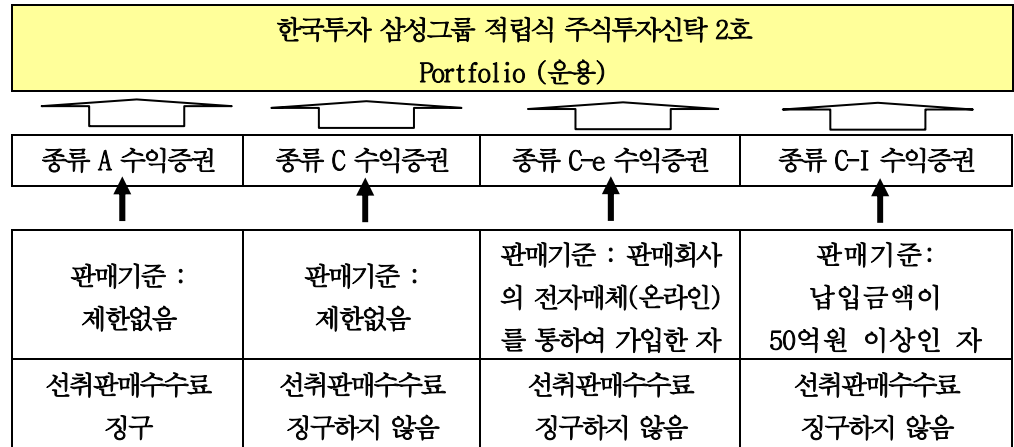 한국투자 삼성그룹 적립식 주식투자신탁 2호
Portfolio (운용)
종류 A 수익증권
종류 C 수익증권
종류 C-e 수익증권
종류 C-I 수익증권
판매기준 :
제한없음
판매기준 :
제한없음
판매기준 : 판매회사
의 전자매체(온라인)
를 통하여 가입한 자
판매기준:
납입금액이
50억원 이상인 자
선취판매수수료
징구
선취판매수수료
징구하지 않음
선취판매수수료
징구하지 않음
선취판매수수료
징구하지 않음